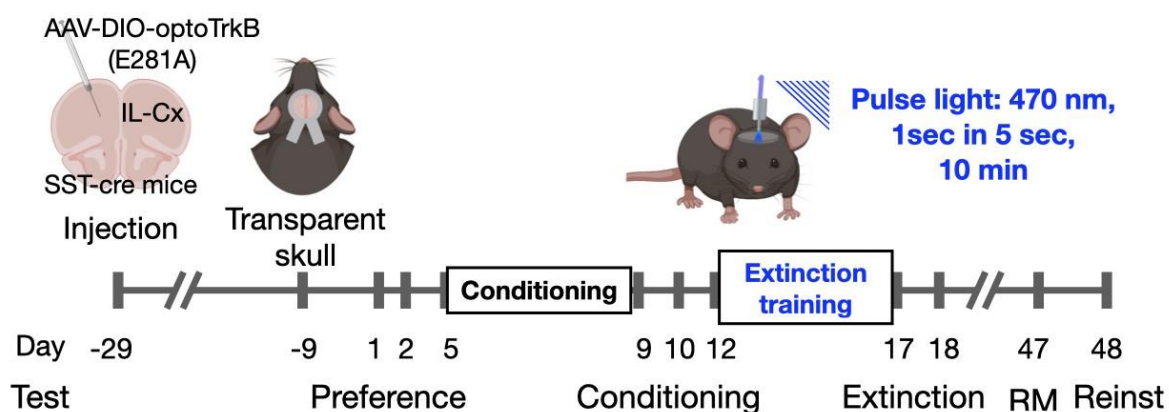 AAV-DIO-optoTrkB
(E281A)
IL-Cx
SST-cre mice
Injection
Transparent
skull
Pulse light: 470 nm,
1sec in 5 sec,
10 min
Conditioning
Extinction
training
Day -29 -9 1 2 5 9 10 12 17 18 47 48
Test Preference Conditioning Extinction RM Reinst